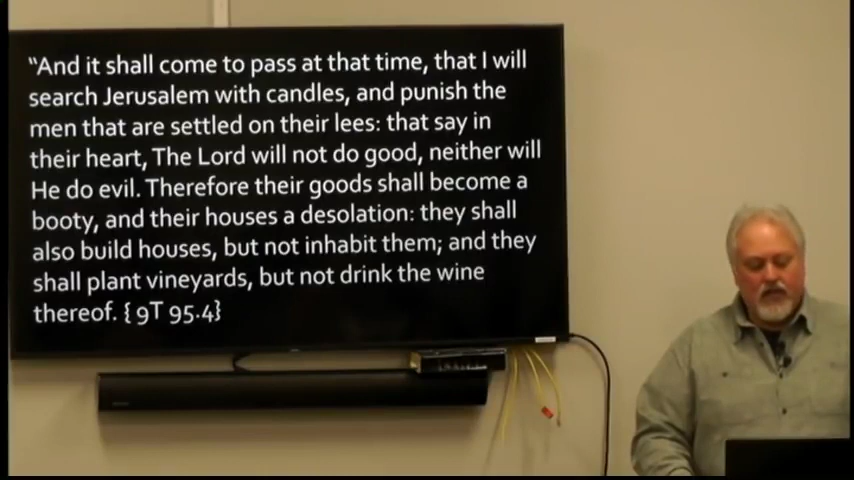 “And it shall come to pass at that time, that I will
search Jerusalem with candles, and punish the
men that are settled on their lees: that say in
their heart, The Lord will not do good, neither will
He do evil. Therefore their goods shall become a
booty, and their houses a desolation: they shall
also build houses, but not inhabit them; and they
shall plant vineyards, but not drink the wine
thereof. { 9T 95.4}